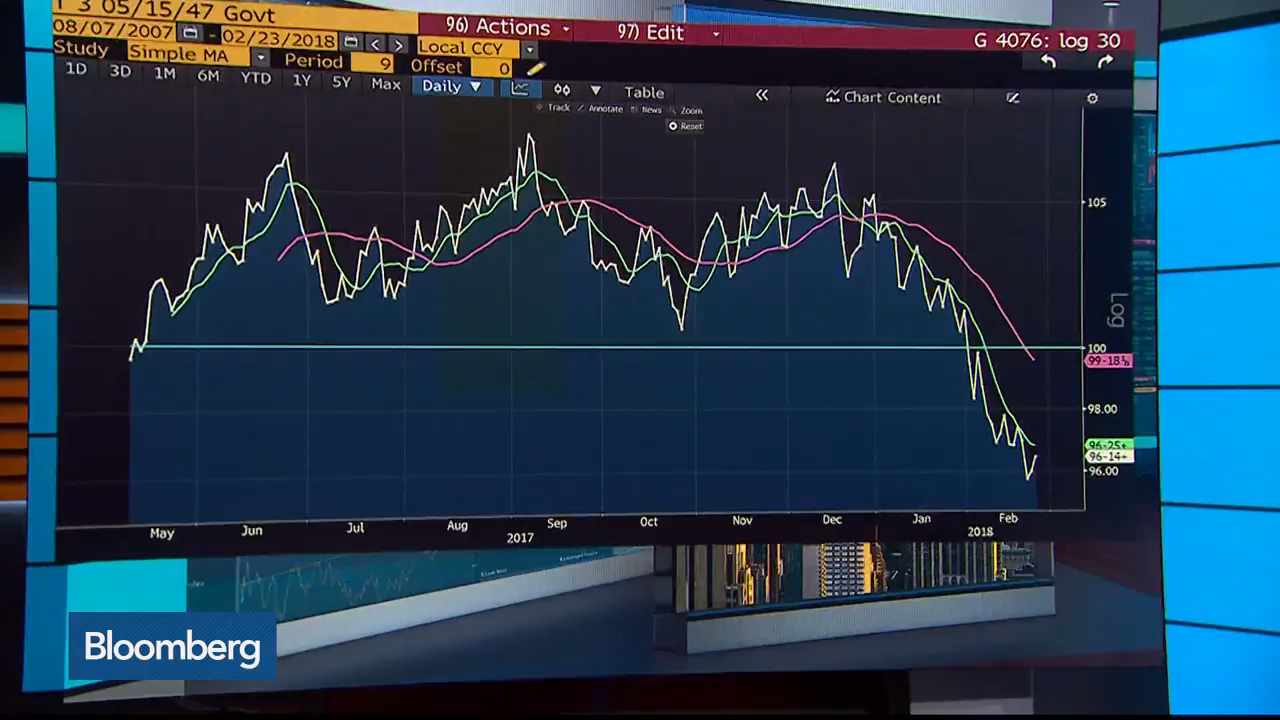 T 3 05/15/47 Govt
08/07/2007 - 02/23/2018
96) Actions
97) Edit
G 4076: log 30
Study Simple MA Period 9 Local CCY Offset 0
1D 3D 1M 6M YTD 1Y 5Y Max Daily Table
« Chart Content
Track Annotate News Zoom
Reset
105
Log
100
99-18⅛
98.00
96-25+
96-14+
96.00
May Jun Jul Aug Sep Oct Nov Dec Jan Feb
2017 2018
Bloomberg